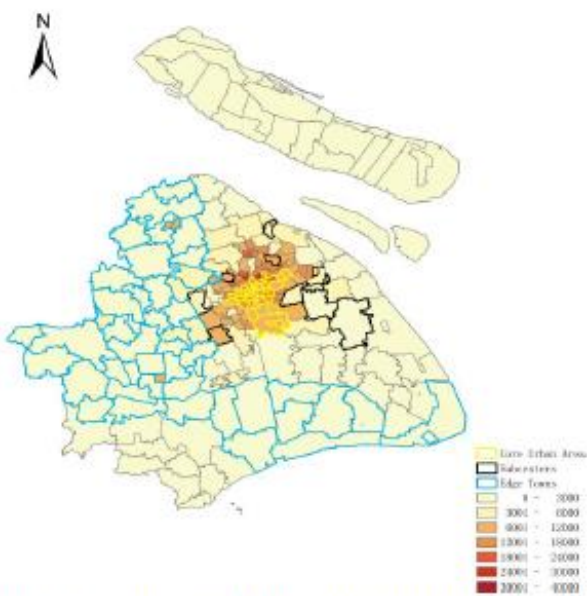 N
Core Urban Area
Subcenters
Edge Towns
0 - 3000
3001 - 6000
6001 - 12000
12001 - 18000
18001 - 24000
24001 - 30000
30001 - 40000